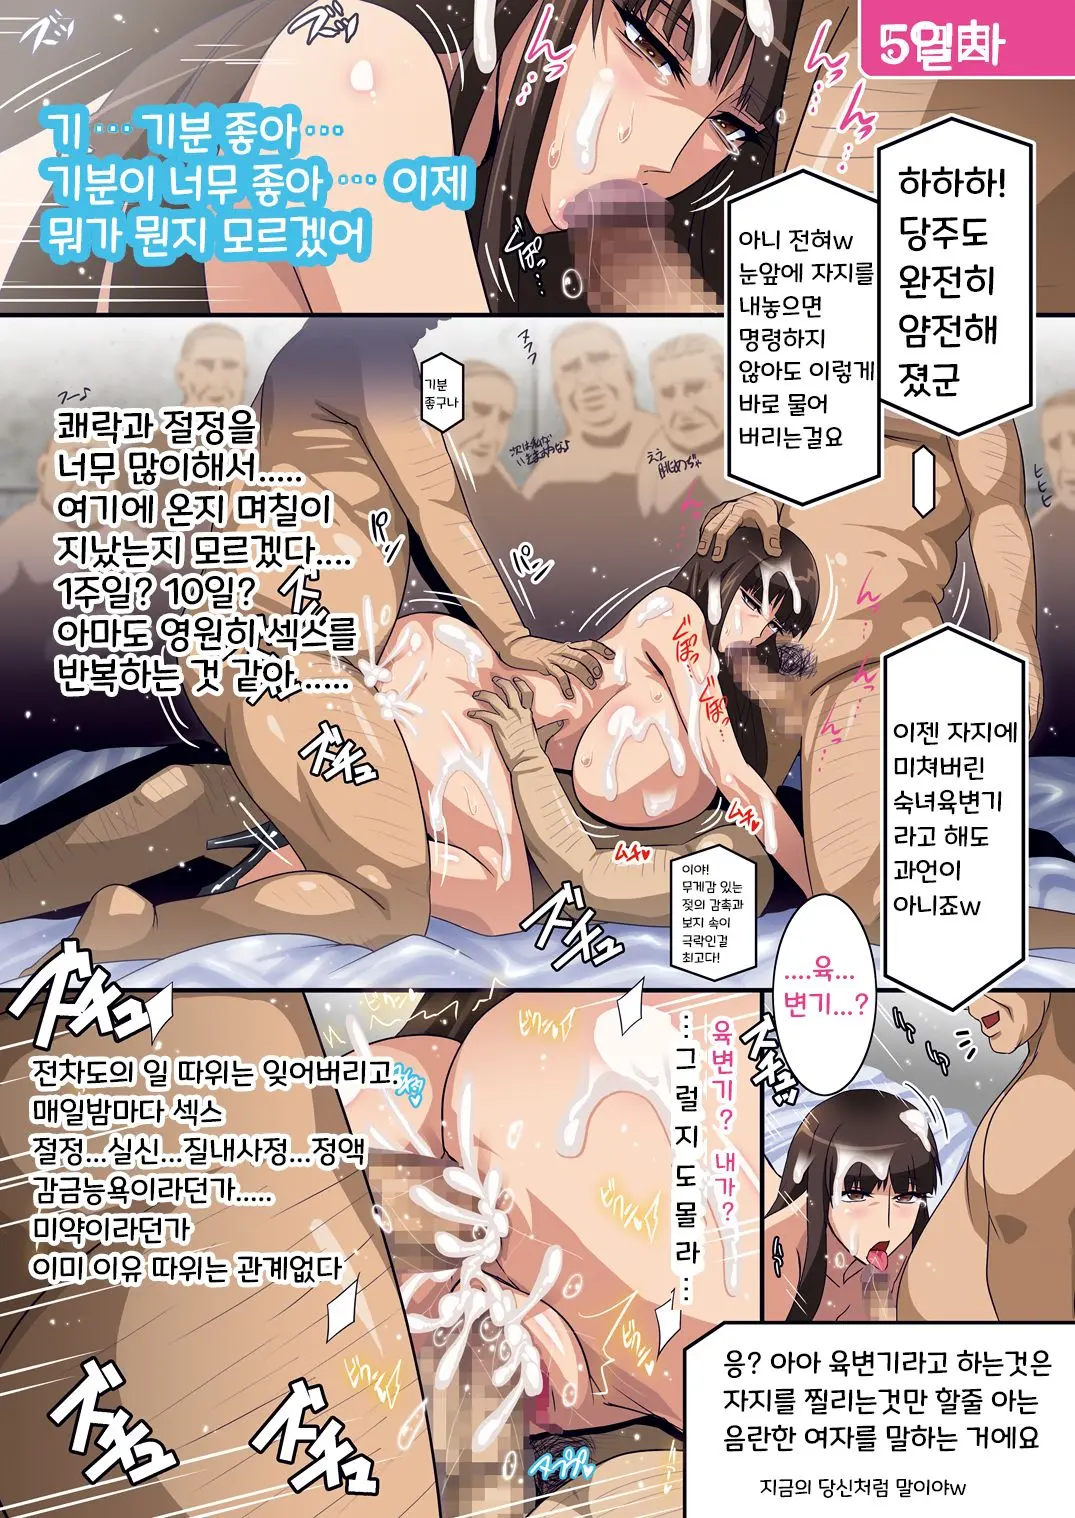 5일차
기 … 기분 좋아 …
기분이 너무 좋아 … 이제
뭐가 뭔지 모르겠어
하하하!
당주도
완전히
얌전해
졌군
아니 전혀w
눈앞에 자지를
내놓으면
명령하지
않아도 이렇게
바로 물어
버리는걸요
기분
좋구나
쾌락과 절정을
너무 많이해서.....
여기에 온지 며칠이
지났는지 모르겠다....
1주일? 10일?
아마도 영원히 섹스를
반복하는 것 같아 .....
이젠 자지에
미쳐버린
숙녀육변기
라고 해도
과언이
아니죠w
이야!
무게감 있는
젖의 감촉과
보지 속이
극락인걸
최고다!
....육...
변기...?
육변기? 내가?
…그럴지도 몰라…
전차도의 일 따위는 잊어버리고.
매일밤마다 섹스
절정...실신...질내사정...정액
감금능욕이라던가.....
미약이라던가
이미 이유 따위는 관계없다
응? 아아 육변기라고 하는것은
자지를 찔리는것만 할줄 아는
음란한 여자를 말하는 거에요
지금의 당신처럼 말이야w
ズチュ
ズチュ
ズチュ
ズチュ